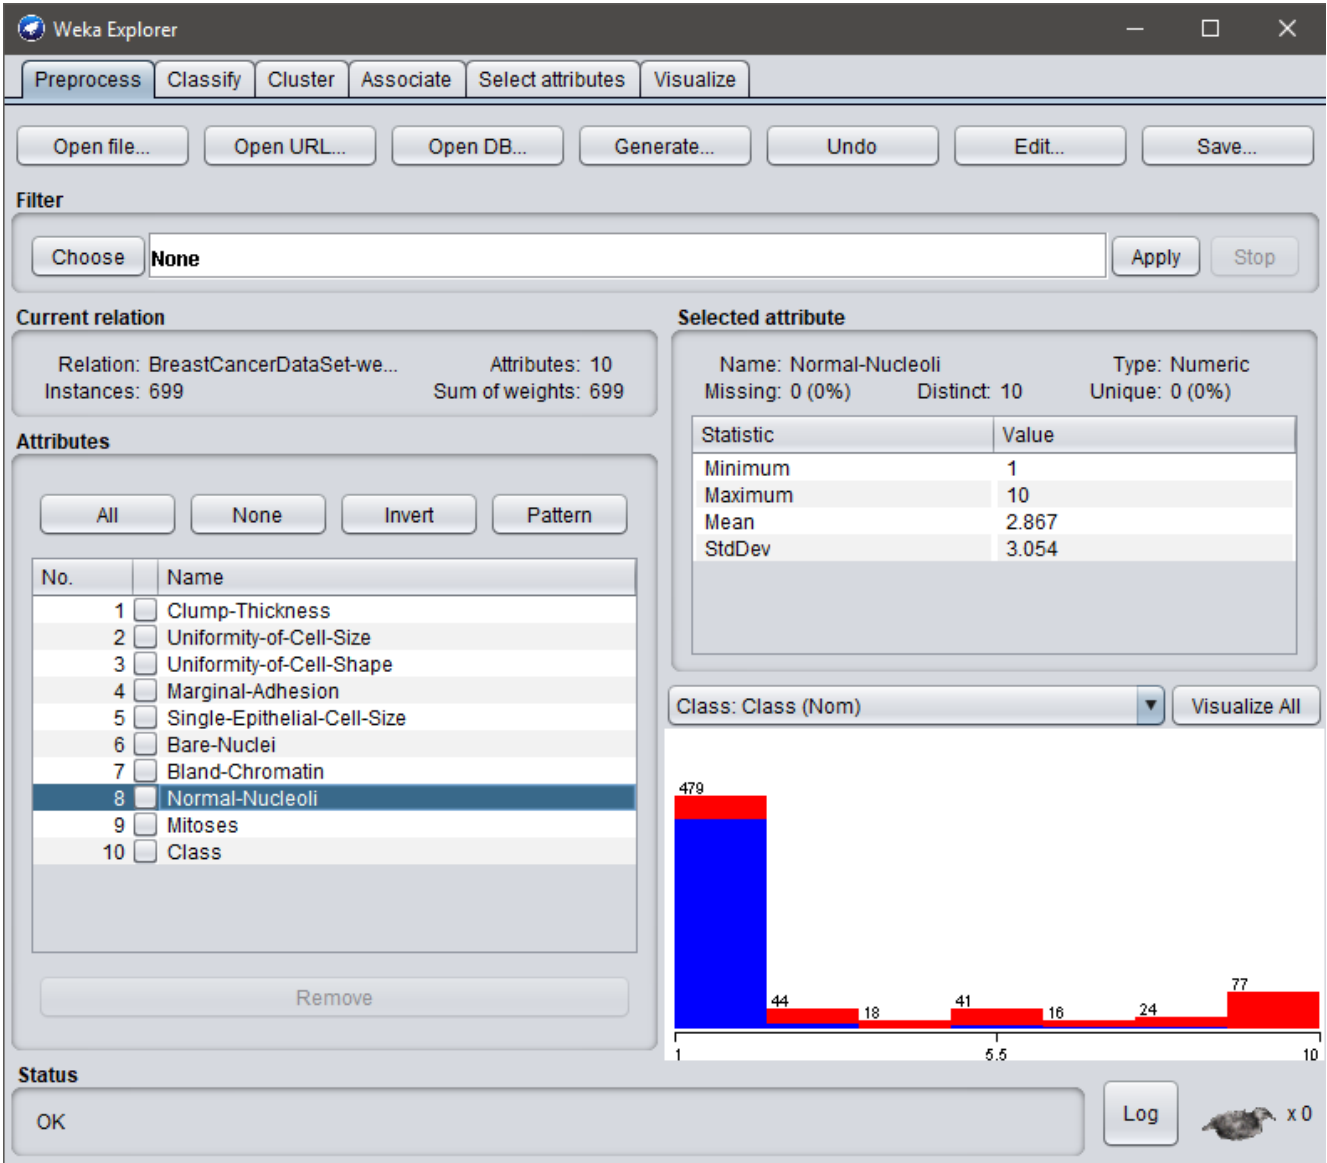 Weka Explorer
Preprocess Classify Cluster Associate Select attributes Visualize
Open file... Open URL... Open DB... Generate... Undo Edit... Save...
Filter
Choose None Apply Stop
Current relation
Relation: BreastCancerDataSet-we... Attributes: 10
Instances: 699 Sum of weights: 699
Attributes
All None Invert Pattern
No. Name
1 Clump-Thickness
2 Uniformity-of-Cell-Size
3 Uniformity-of-Cell-Shape
4 Marginal-Adhesion
5 Single-Epithelial-Cell-Size
6 Bare-Nuclei
7 Bland-Chromatin
8 Normal-Nucleoli
9 Mitoses
10 Class
Remove
Selected attribute
Name: Normal-Nucleoli Type: Numeric
Missing: 0 (0%) Distinct: 10 Unique: 0 (0%)
Statistic Value
Minimum 1
Maximum 10
Mean 2.867
StdDev 3.054
Class: Class (Nom) Visualize All
479
44 18 41 16 24 77
1 5.5 10
Status
OK Log x 0